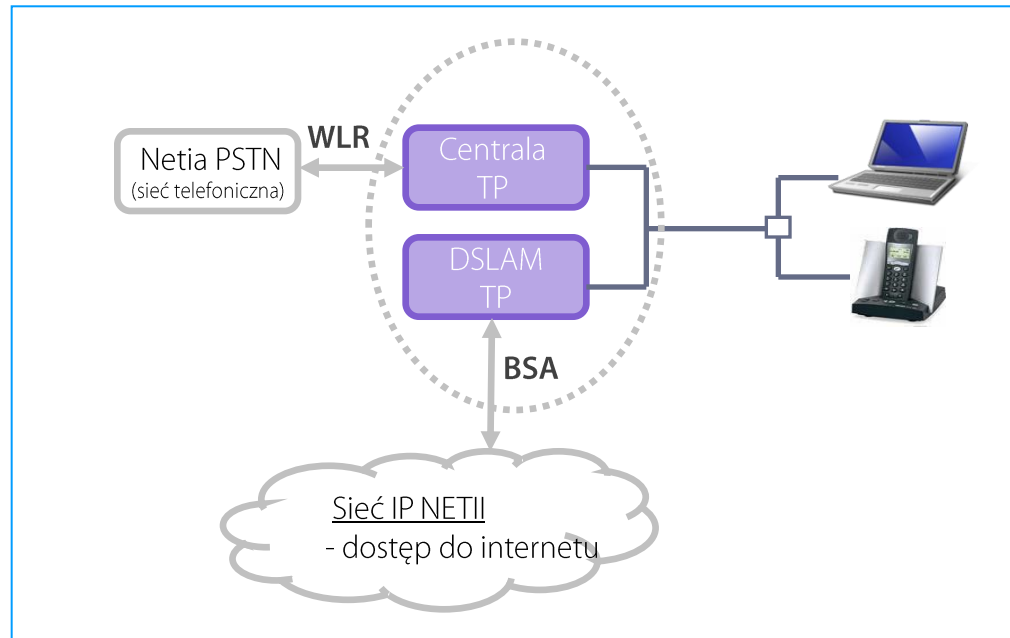 WLR
Netia PSTN
(sieć telefoniczna)
Centrala
TP
DSLAM
TP
BSA
Sieć IP NETII
- dostęp do internetu